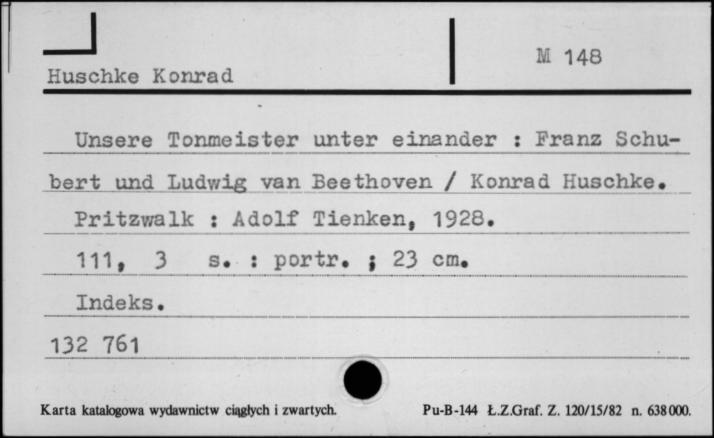 M 148
Huschke Konrad
Unsere Tonmeister unter einander : Franz Schu-
bert und Ludwig van Beethoven / Konrad Huschke.
Pritzwalk : Adolf Tienken, 1928.
111, 3 s. : portr. ; 23 cm.
Indeks.
132 761
Karta katalogowa wydawnictw ciągłych i zwartych. Pu-B-144 Ł.Z.Graf. Z. 120/15/82 n. 638000.